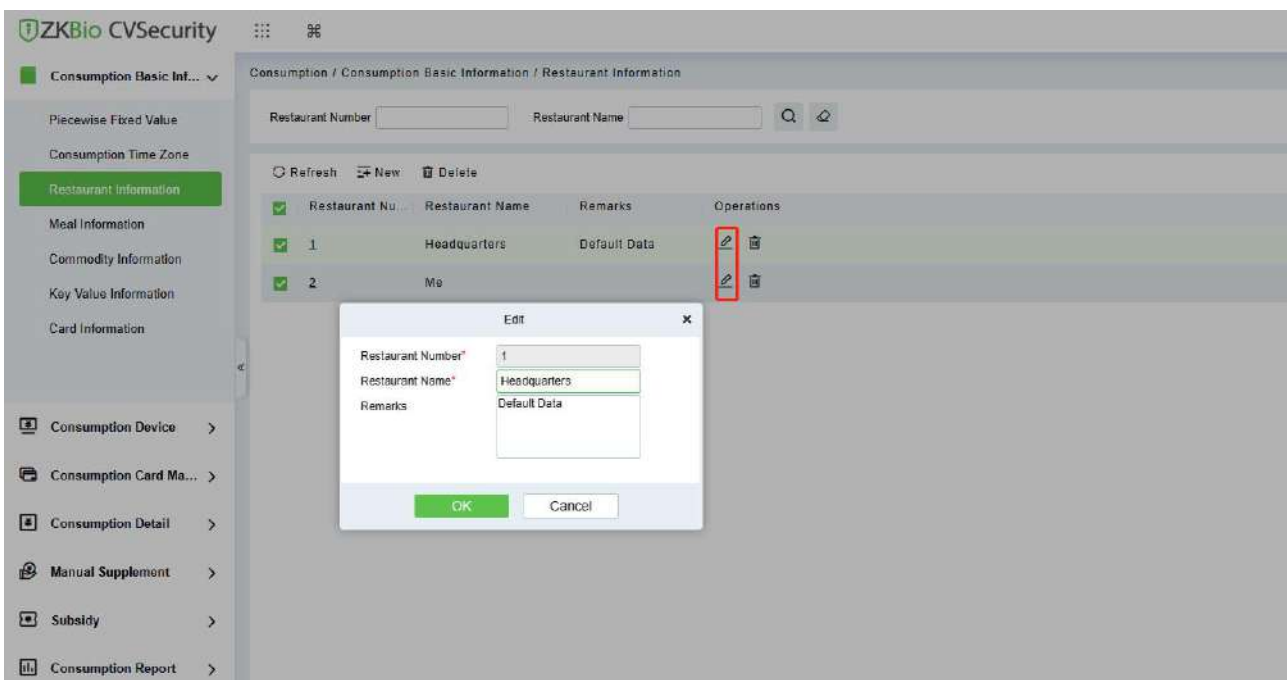 ZKBio CVSecurity
Consumption Basic Inf...
Piecewise Fixed Value
Consumption Time Zone
Restaurant Information
Meal Information
Commodity Information
Key Value Information
Card Information
Consumption Device
Consumption Card Ma...
Consumption Detail
Manual Supplement
Subsidy
Consumption Report
Consumption / Consumption Basic Information / Restaurant Information
Restaurant Number Restaurant Name
Refresh New Delete
Restaurant Nu... Restaurant Name Remarks Operations
1 Headquarters Default Data
2 Me
Edit
Restaurant Number* 1
Restaurant Name* Headquarters
Remarks Default Data
OK Cancel